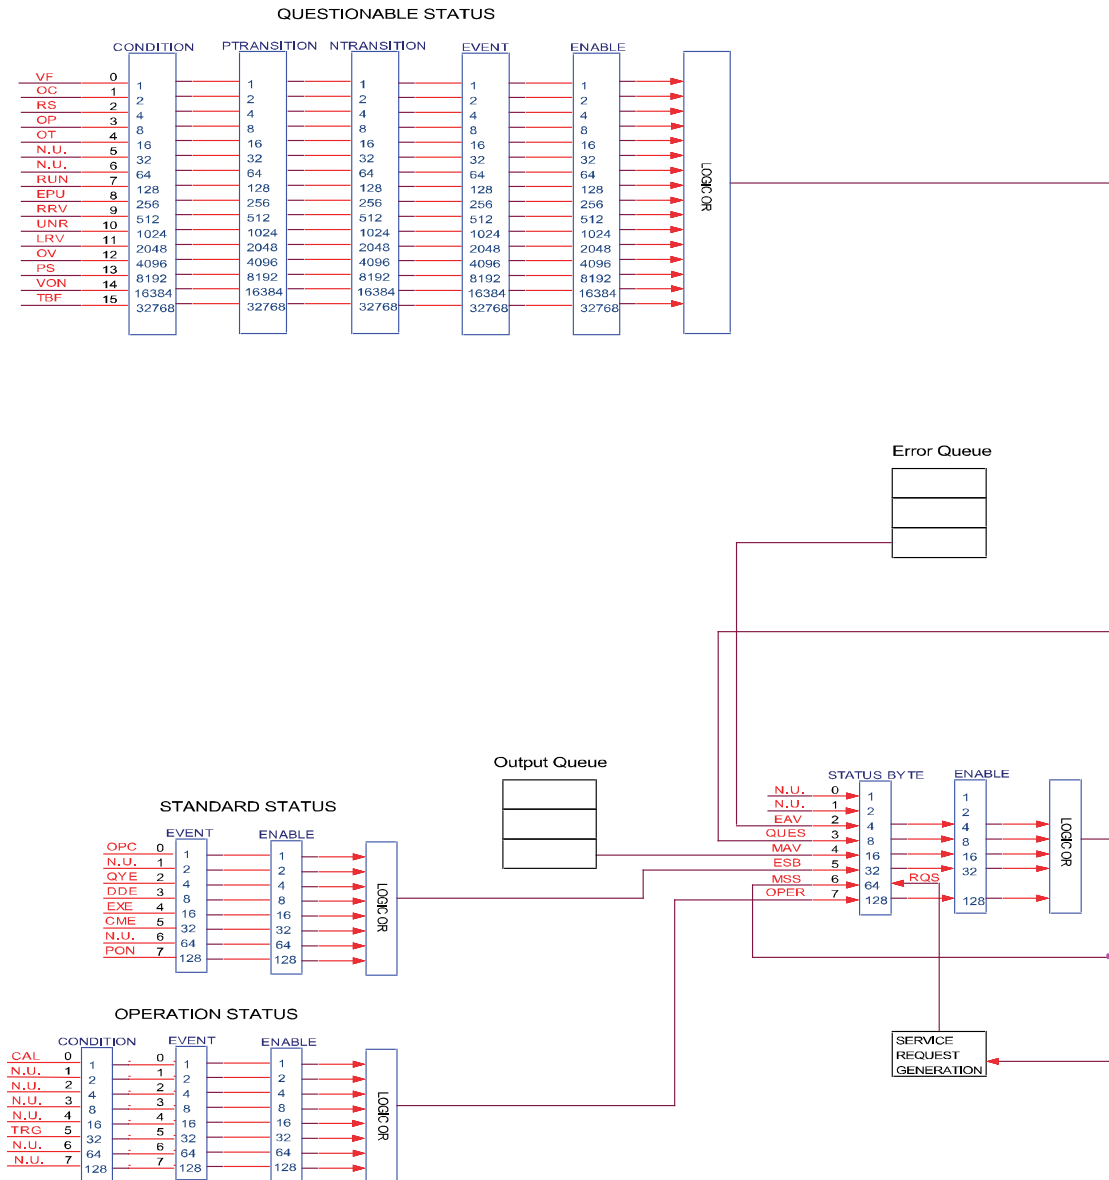 QUESTIONABLE STATUS
CONDITION PTRANSITION NTRANSITION EVENT ENABLE
VF 0 1 1 1 1 1
OC 1 2 2 2 2 2
RS 2 4 4 4 4 4
OP 3 8 8 8 8 8
OT 4 16 16 16 16 16
N.U. 5 32 32 32 32 32
N.U. 6 64 64 64 64 64
RUN 7 128 128 128 128 128
EPU 8 256 256 256 256 256
RRV 9 512 512 512 512 512
UNR 10 1024 1024 1024 1024 1024
LRV 11 2048 2048 2048 2048 2048
OV 12 4096 4096 4096 4096 4096
PS 13 8192 8192 8192 8192 8192
VON 14 16384 16384 16384 16384 16384
TBF 15 32768 32768 32768 32768 32768
LOGIC OR
Error Queue
Output Queue
STATUS BYTE ENABLE
N.U. 0 1 1
N.U. 1 2 2
EAV 2 4 4
QUES 3 8 8
MAV 4 16 16
ESB 5 32 32
MSS 6 64 RQS
OPER 7 128 128
LOGIC OR
STANDARD STATUS
EVENT ENABLE
OPC 0 1 1
N.U. 1 2 2
QYE 2 4 4
DDE 3 8 8
EXE 4 16 16
CME 5 32 32
N.U. 6 64 64
PON 7 128 128
LOGIC OR
OPERATION STATUS
CONDITION EVENT ENABLE
CAL 0 1 0 1 1
N.U. 1 2 1 2 2
N.U. 2 4 2 4 4
N.U. 3 8 3 8 8
N.U. 4 16 4 16 16
TRG 5 32 5 32 32
N.U. 6 64 6 64 64
N.U. 7 128 7 128 128
LOGIC OR
SERVICE
REQUEST
GENERATION